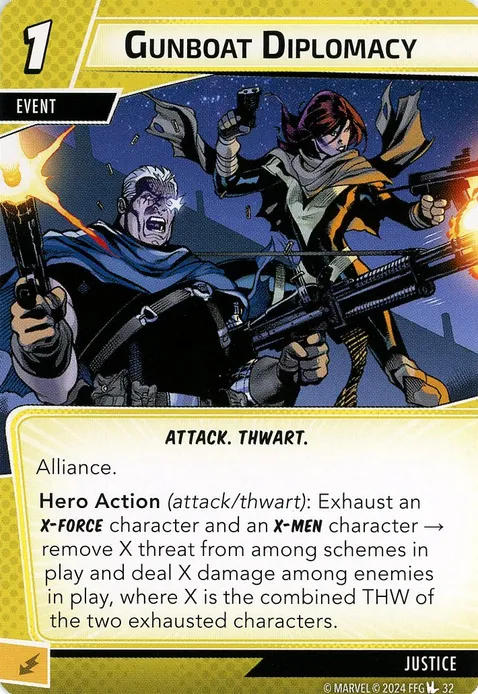 1
GUNBOAT DIPLOMACY
EVENT
ATTACK. THWART.
Alliance.
Hero Action (attack/thwart): Exhaust an
X-FORCE character and an X-MEN character →
remove X threat from among schemes in
play and deal X damage among enemies
in play, where X is the combined THW of
the two exhausted characters.
JUSTICE
© MARVEL © 2024 FFG 32